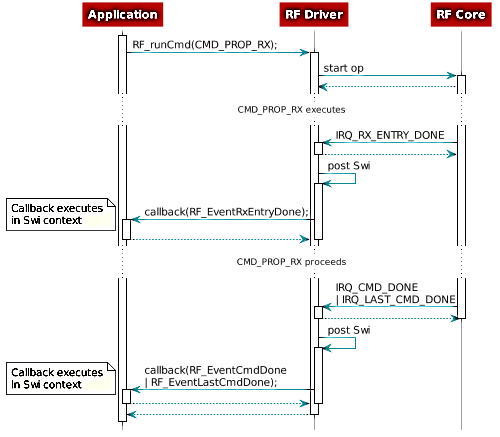 Application RF Driver RF Core
RF_runCmd(CMD_PROP_RX);
start op
CMD_PROP_RX executes
IRQ_RX_ENTRY_DONE
post Swi
Callback executes
in Swi context
callback(RF_EventRxEntryDone);
CMD_PROP_RX proceeds
IRQ_CMD_DONE
| IRQ_LAST_CMD_DONE
post Swi
Callback executes
in Swi context
callback(RF_EventCmdDone
| RF_EventLastCmdDone);